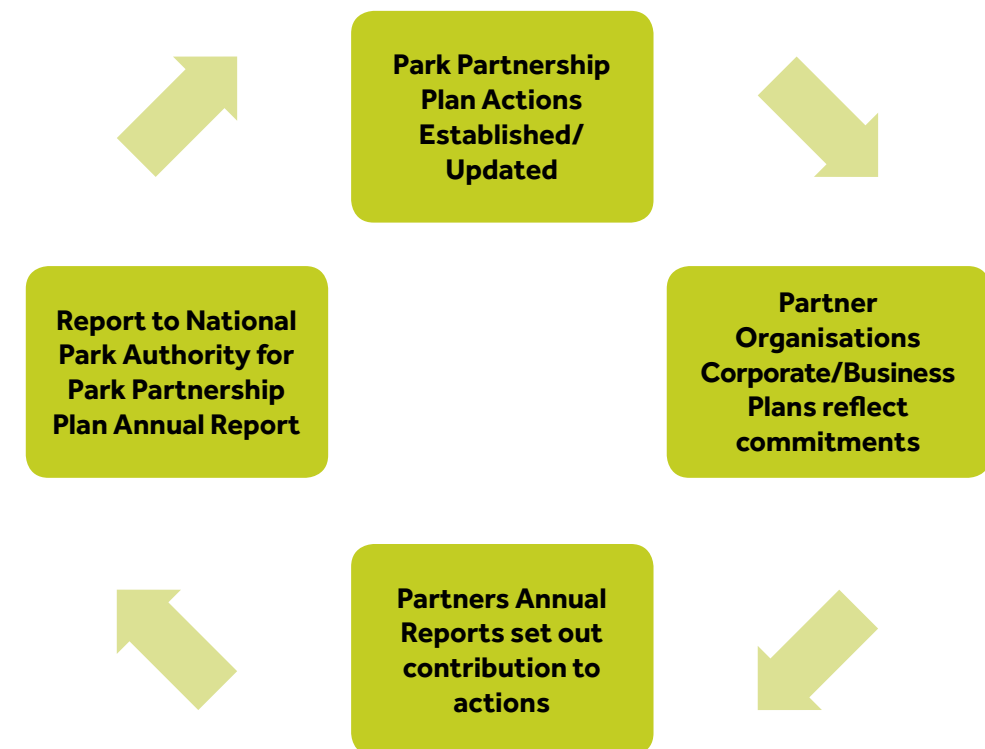 Park Partnership
Plan Actions
Established/
Updated
Partner
Organisations
Corporate/Business
Plans reflect
commitments
Partners Annual
Reports set out
contribution to
actions
Report to National
Park Authority for
Park Partnership
Plan Annual Report